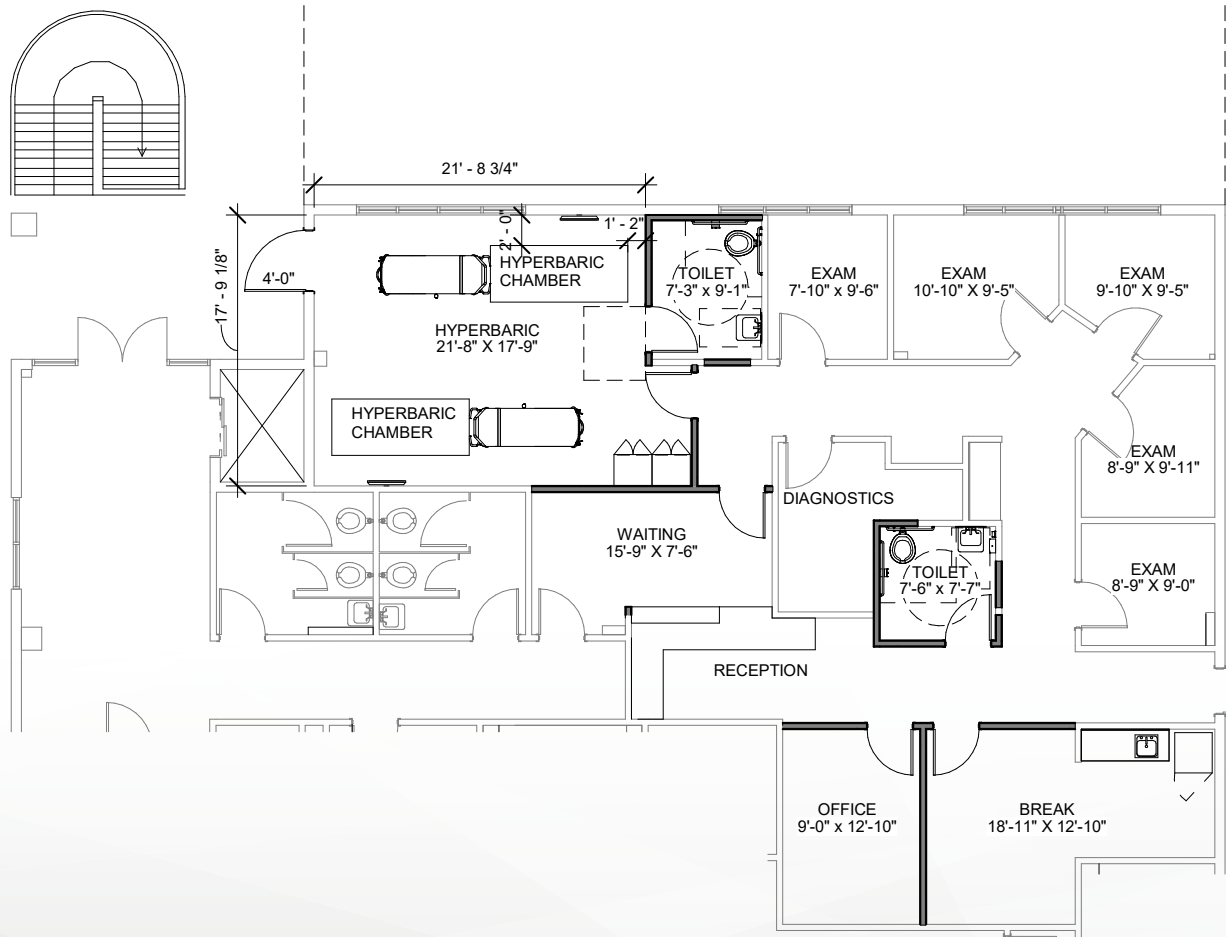 21' - 8 3/4"
2' - 0"
1' - 2"
17' - 9 1/8"
4'-0"
HYPERBARIC
CHAMBER
TOILET
7'-3" x 9'-1"
EXAM
7'-10" x 9'-6"
EXAM
10'-10" X 9'-5"
EXAM
9'-10" X 9'-5"
HYPERBARIC
21'-8" X 17'-9"
HYPERBARIC
CHAMBER
EXAM
8'-9" X 9'-11"
DIAGNOSTICS
WAITING
15'-9" X 7'-6"
TOILET
7'-6" x 7'-7"
EXAM
8'-9" X 9'-0"
RECEPTION
OFFICE
9'-0" x 12'-10"
BREAK
18'-11" X 12'-10"